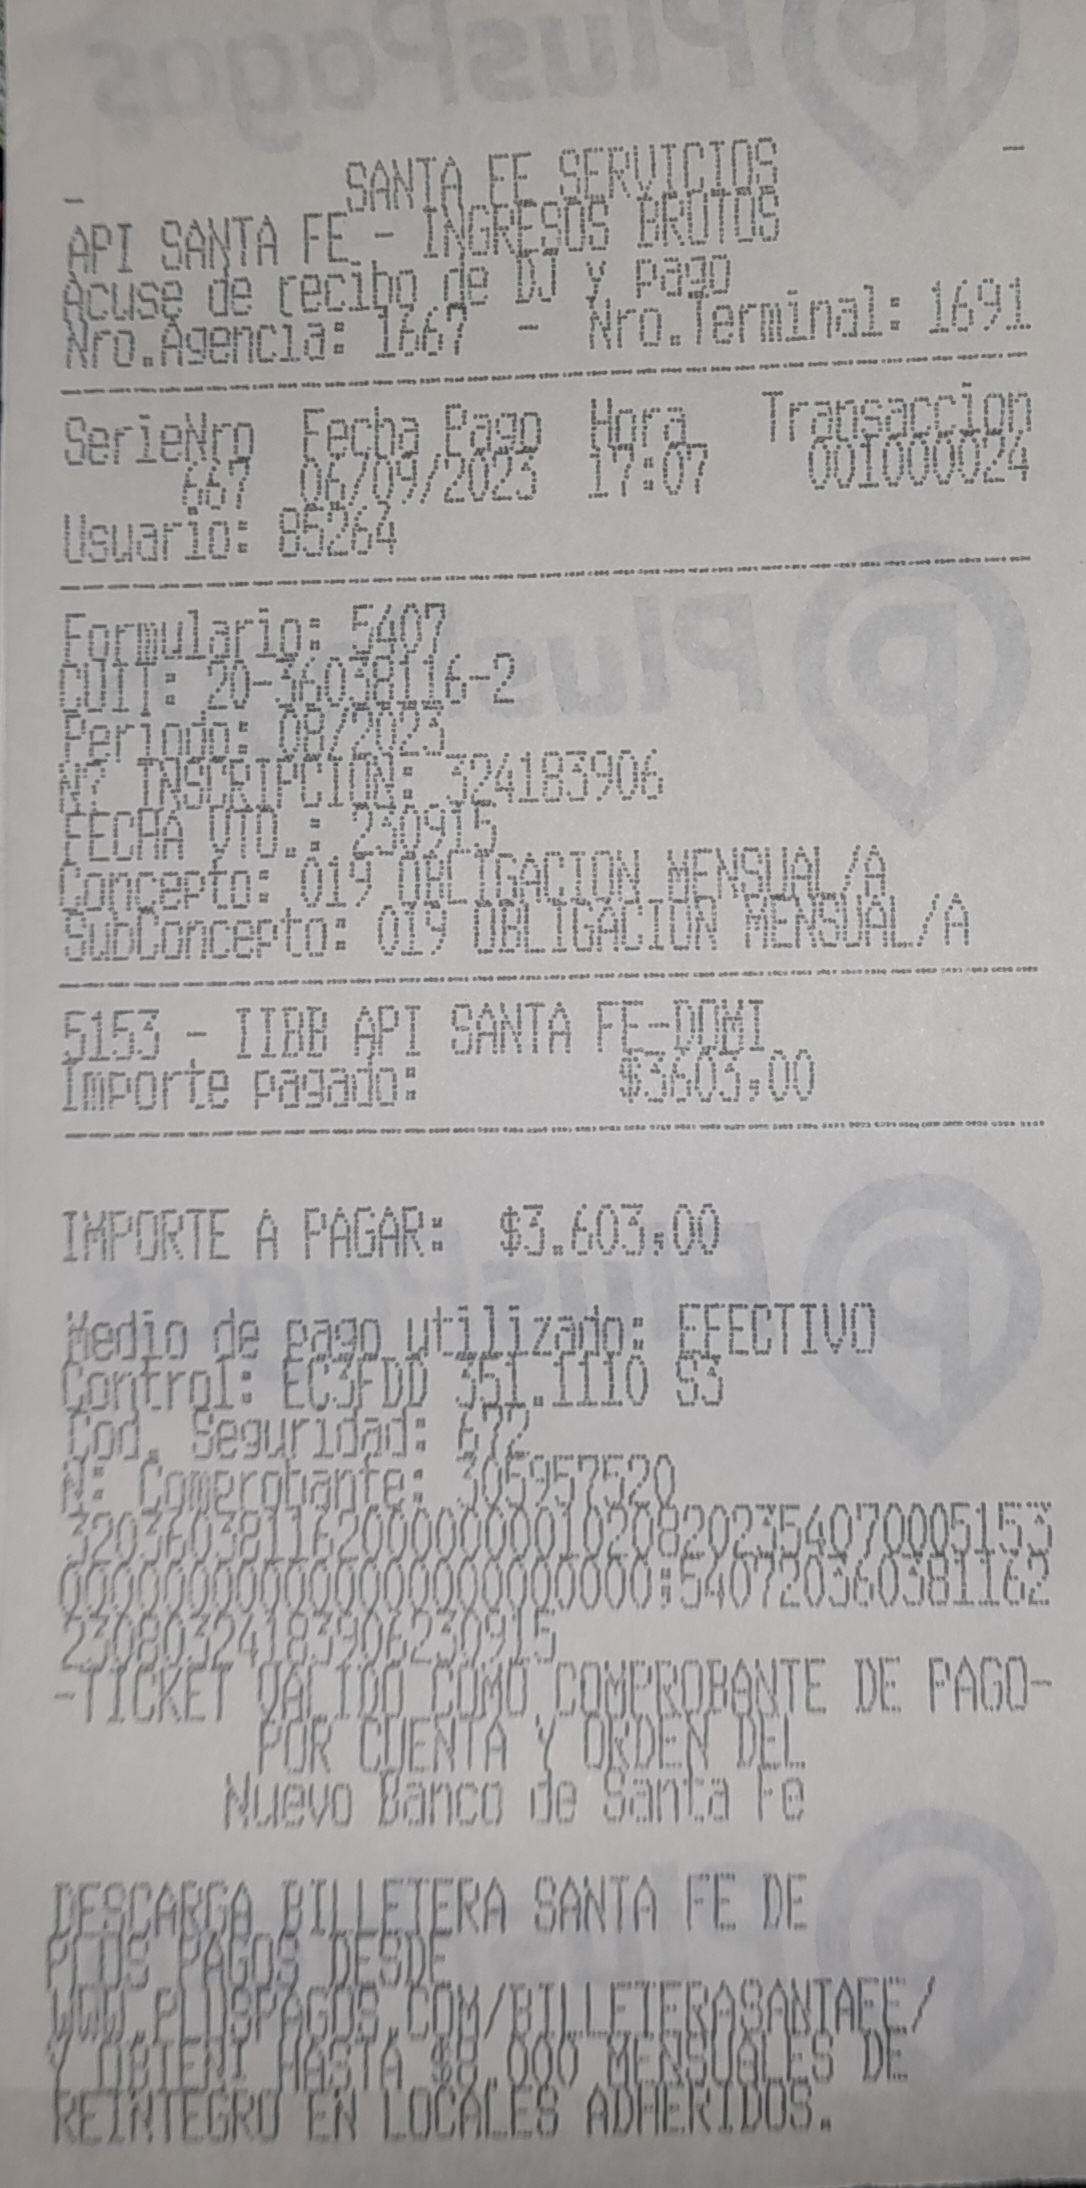 PlusPagos
SANTA FE SERVICIOS -
-
API SANTA FE - INGRESOS BRUTOS
Acuse de recibo de DJ y pago
Nro.Agencia: 1667 - Nro.Terminal: 1691
SerieNro Fecha Pago Hora Transaccion
667 06/09/2023 17:07 001000024
Usuario: 85264
Formulario: 5407
CUIT: 20-36038116-2
Periodo: 08/2023
Nº INSCRIPCION: 324183906
FECHA VTO.: 230915
Concepto: 019 OBLIGACION MENSUAL/A
SubConcepto: 019 OBLIGACION MENSUAL/A
5153 - IIBB API SANTA FE-DDMI
Importe pagado: $3603,00
IMPORTE A PAGAR: $3.603,00
Medio de pago utilizado: EFECTIVO
Control: EC3FDD 351.1110 S3
Cod. Seguridad: 672
N: Comprobante: 305957520
3203603811620000000010208202354070005153
0000000000000000000000000:540720360381162
2308032418390623­0915
-TICKET VALIDO COMO COMPROBANTE DE PAGO-
POR CUENTA Y ORDEN DEL
Nuevo Banco de Santa Fe
DESCARGA BILLETERA SANTA FE DE
PLUS PAGOS DESDE
WWW.PLUSPAGOS.COM/BILLETERASANTAFE/
Y OBTENI HASTA $8.000 MENSUALES DE
REINTEGRO EN LOCALES ADHERIDOS.